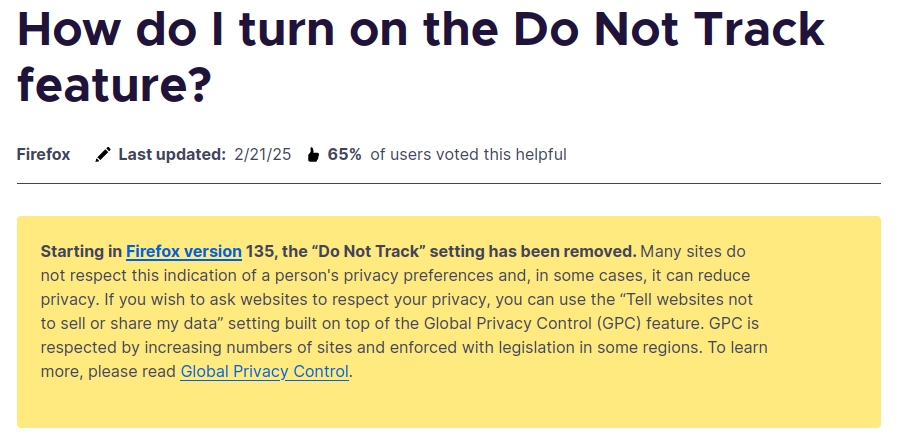 How do I turn on the Do Not Track
feature?
Firefox Last updated: 2/21/25 65% of users voted this helpful
Starting in Firefox version 135, the “Do Not Track” setting has been removed. Many sites do
not respect this indication of a person's privacy preferences and, in some cases, it can reduce
privacy. If you wish to ask websites to respect your privacy, you can use the “Tell websites not
to sell or share my data” setting built on top of the Global Privacy Control (GPC) feature. GPC is
respected by increasing numbers of sites and enforced with legislation in some regions. To learn
more, please read Global Privacy Control.